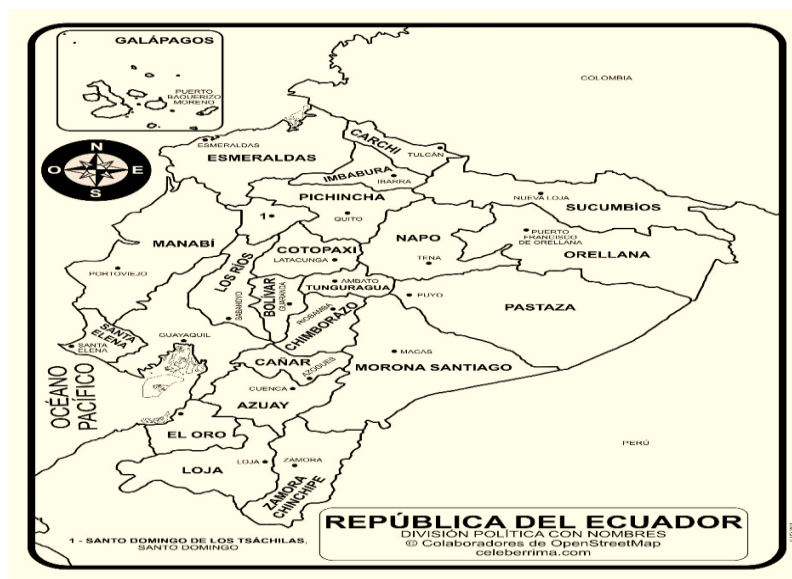 GALÁPAGOS
PUERTO
BAQUERIZO
MORENO
COLOMBIA
N
O
E
S
ESMERALDAS
ESMERALDAS
CARCHI
TULCÁN
IMBABURA
IBARRA
PICHINCHA
QUITO
NUEVA LOJA
SUCUMBÍOS
1
MANABÍ
PORTOVIEJO
COTOPAXI
LATACUNGA
NAPO
TENA
PUERTO
FRANCISCO
DE ORELLANA
ORELLANA
LOS RÍOS
BABAHOYO
BOLÍVAR
GUARANDA
AMBATO
TUNGURAGUA
PUYO
PASTAZA
RIOBAMBA
CHIMBORAZO
SANTA
ELENA
SANTA
ELENA
GUAYAQUIL
CAÑAR
AZOGUES
MACAS
MORONA SANTIAGO
OCÉANO
PACÍFICO
CUENCA
AZUAY
EL ORO
LOJA
LOJA
ZAMORA
ZAMORA
CHINCHIPE
PERÚ
1 - SANTO DOMINGO DE LOS TSÁCHILAS,
SANTO DOMINGO
REPÚBLICA DEL ECUADOR
DIVISIÓN POLÍTICA CON NOMBRES
© Colaboradores de OpenStreetMap
celeberrima.com